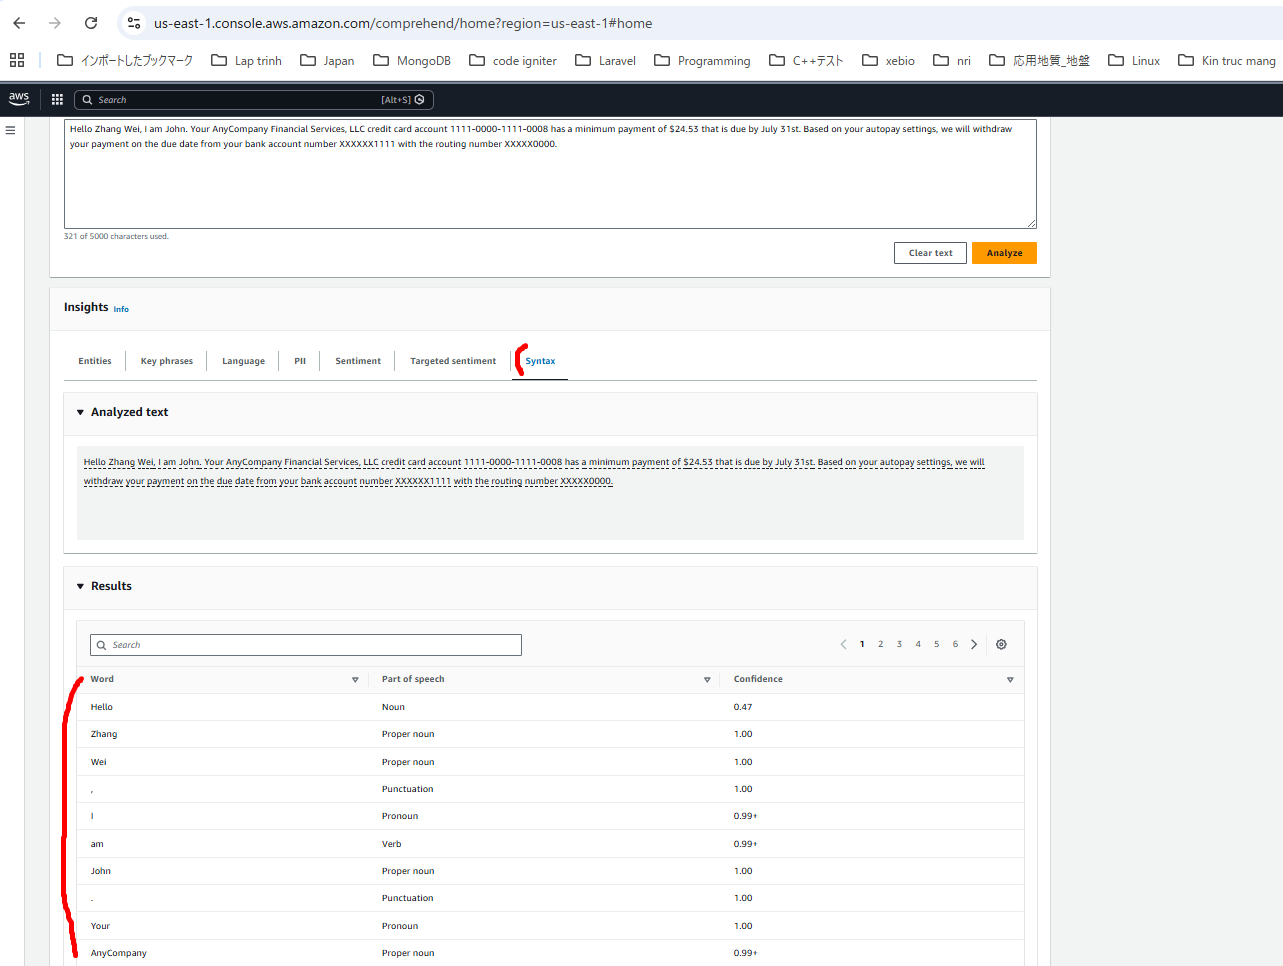 us-east-1.console.aws.amazon.com/comprehend/home?region=us-east-1#home
インポートしたブックマーク Lap trinh Japan MongoDB code igniter Laravel Programming C++テスト xebio nri 応用地質_地盤 Linux Kin truc mang
aws Search [Alt+S]
Hello Zhang Wei, I am John. Your AnyCompany Financial Services, LLC credit card account 1111-0000-1111-0008 has a minimum payment of $24.53 that is due by July 31st. Based on your autopay settings, we will withdraw
your payment on the due date from your bank account number XXXXXX1111 with the routing number XXXXX0000.
321 of 5000 characters used.
Clear text Analyze
Insights Info
Entities Key phrases Language PII Sentiment Targeted sentiment Syntax
Analyzed text
Hello Zhang Wei, I am John. Your AnyCompany Financial Services, LLC credit card account 1111-0000-1111-0008 has a minimum payment of $24.53 that is due by July 31st. Based on your autopay settings, we will
withdraw your payment on the due date from your bank account number XXXXXX1111 with the routing number XXXXX0000.
Results
Search 1 2 3 4 5 6
Word Part of speech Confidence
Hello Noun 0.47
Zhang Proper noun 1.00
Wei Proper noun 1.00
, Punctuation 1.00
I Pronoun 0.99+
am Verb 0.99+
John Proper noun 1.00
. Punctuation 1.00
Your Pronoun 1.00
AnyCompany Proper noun 0.99+